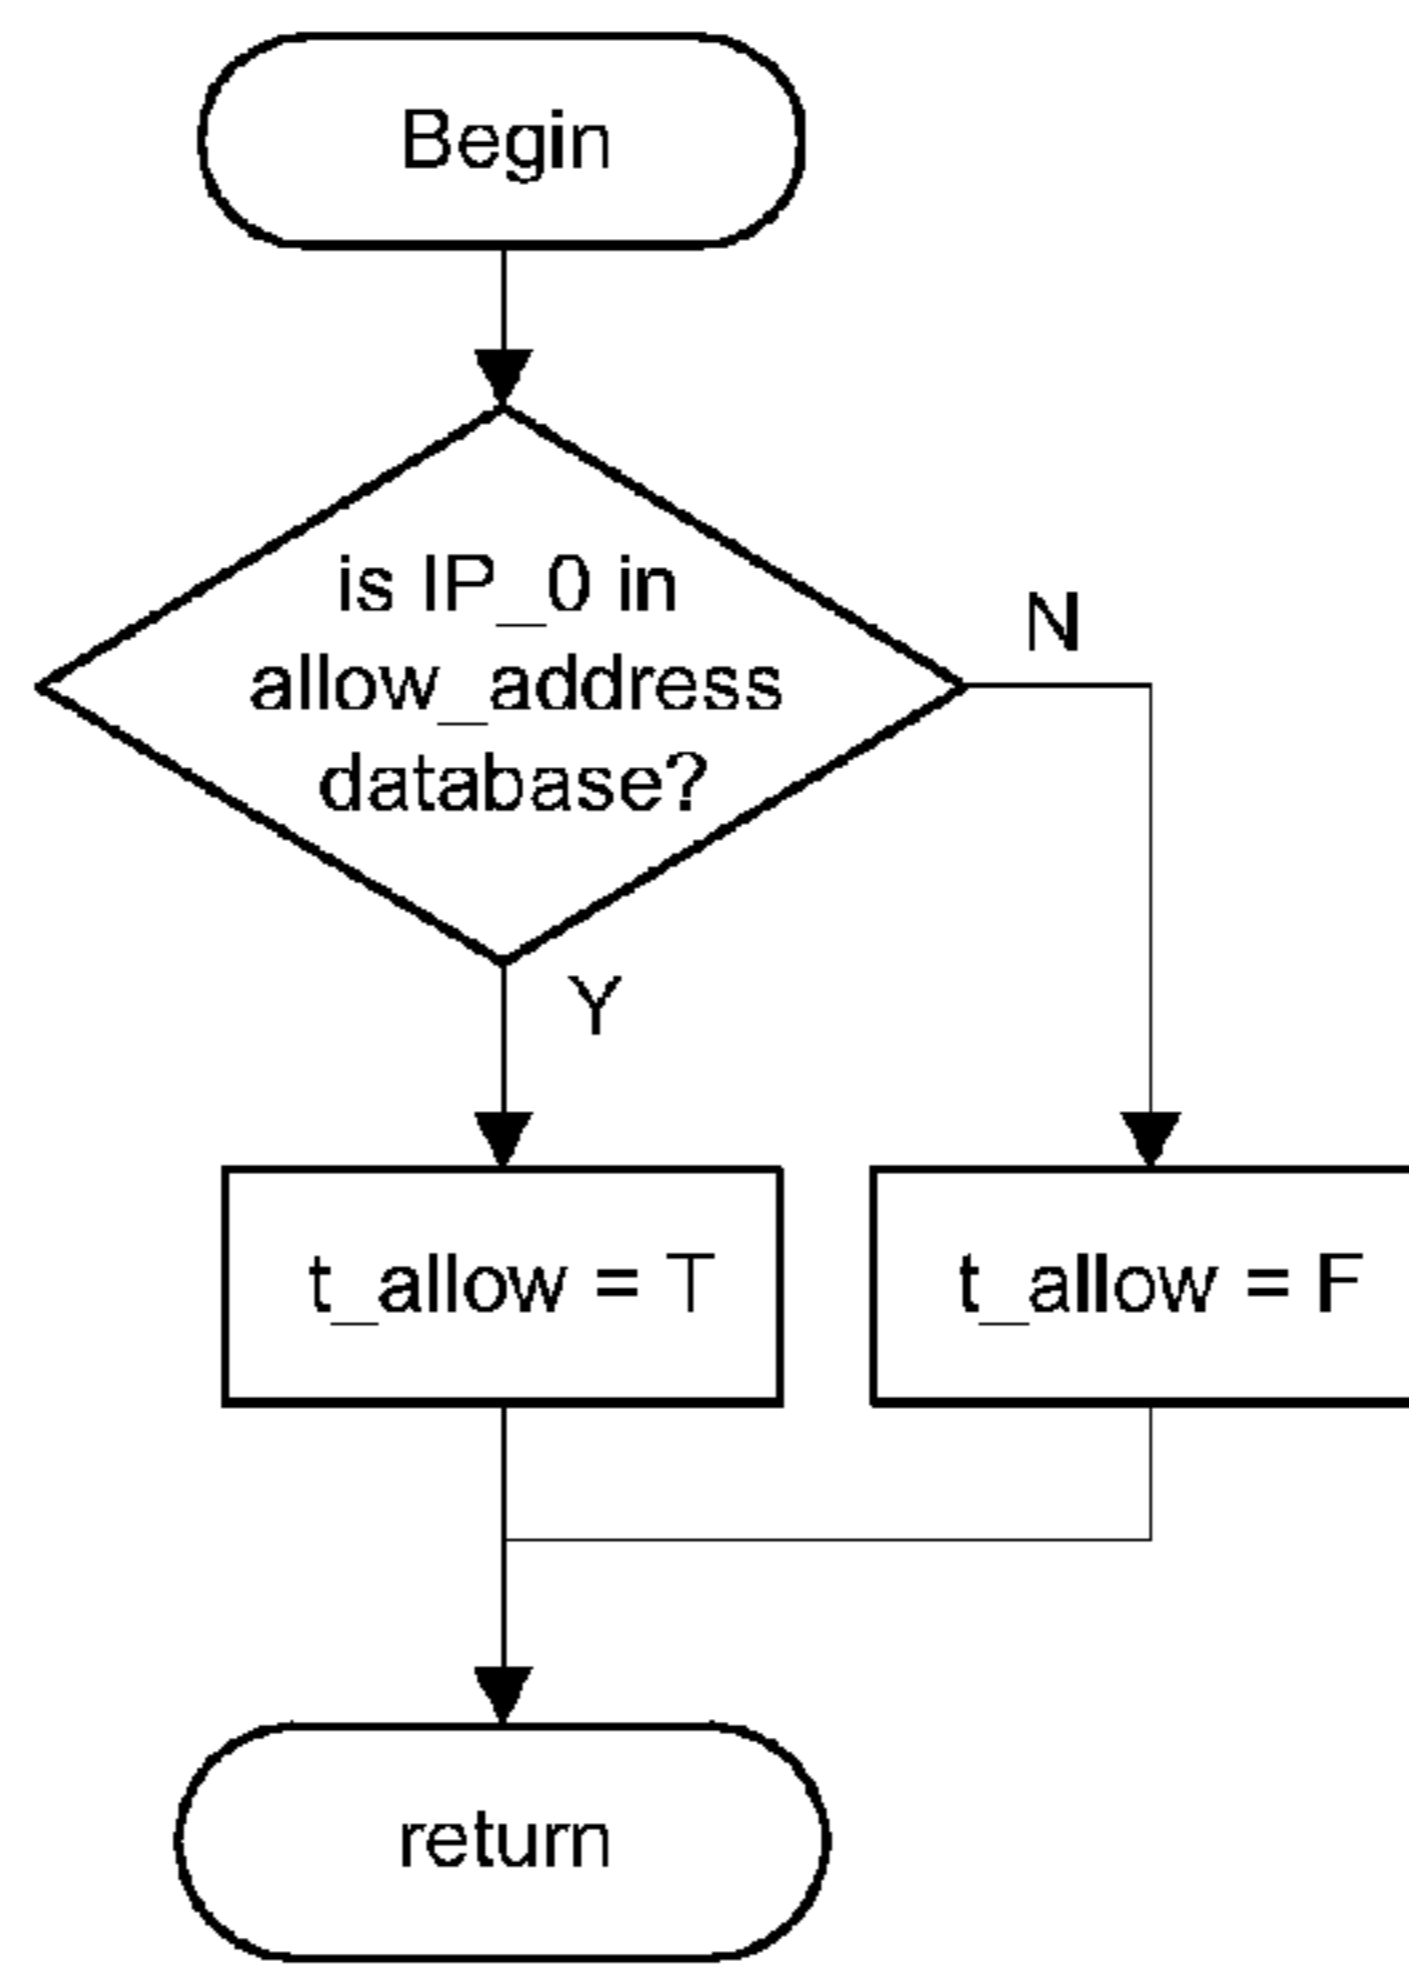 Begin
is IP_0 in
allow_address
database?
N
Y
t_allow = T
t_allow = F
return